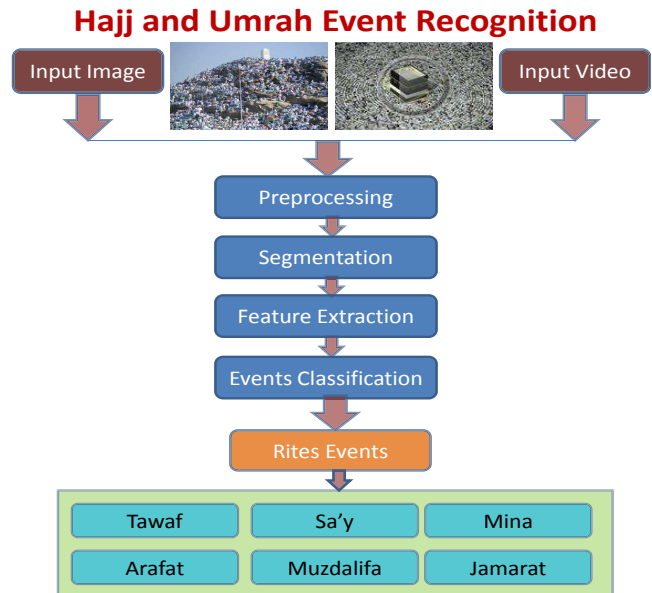 Hajj and Umrah Event Recognition
Input Image
Input Video
Preprocessing
Segmentation
Feature Extraction
Events Classification
Rites Events
Tawaf
Sa’y
Mina
Arafat
Muzdalifa
Jamarat